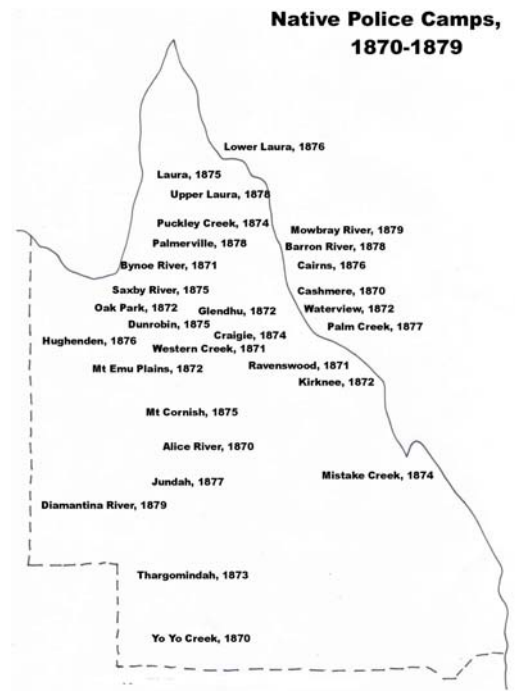 Native Police Camps,
1870-1879
Lower Laura, 1876
Laura, 1875
Upper Laura, 1878
Puckley Creek, 1874
Mowbray River, 1879
Palmerville, 1878
Barron River, 1878
Bynoe River, 1871
Cairns, 1876
Saxby River, 1875
Cashmere, 1870
Oak Park, 1872
Glendhu, 1872
Waterview, 1872
Dunrobin, 1875
Palm Creek, 1877
Hughenden, 1876
Craigie, 1874
Western Creek, 1871
Mt Emu Plains, 1872
Ravenswood, 1871
Kirknee, 1872
Mt Cornish, 1875
Alice River, 1870
Jundah, 1877
Mistake Creek, 1874
Diamantina River, 1879
Thargomindah, 1873
Yo Yo Creek, 1870